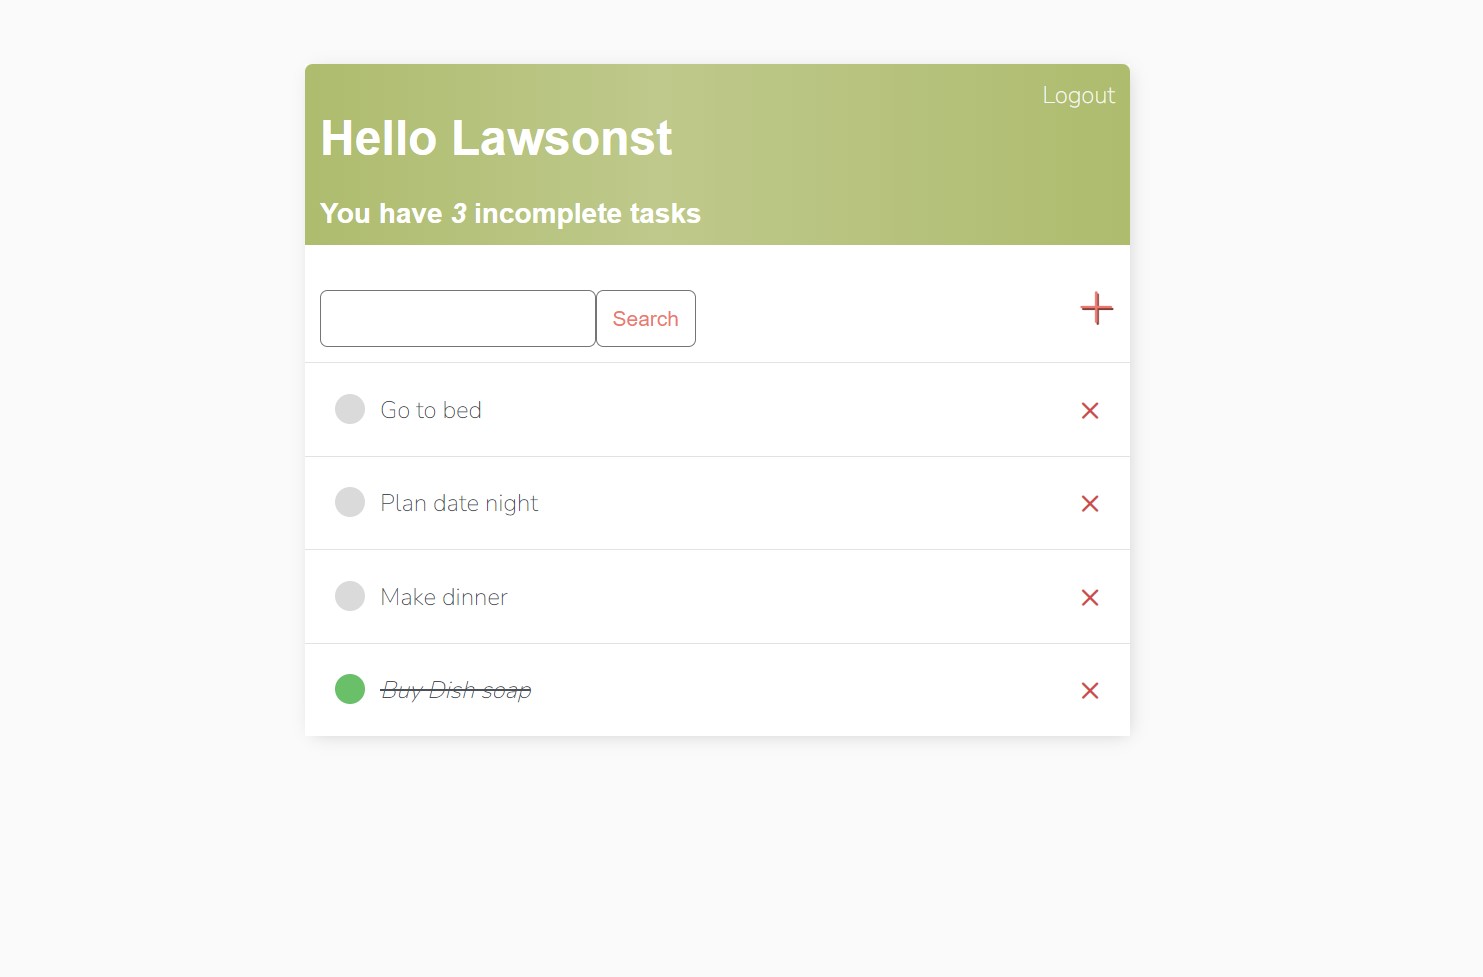 Logout
Hello Lawsonst
You have 3 incomplete tasks
Search
Go to bed
Plan date night
Make dinner
Buy Dish soap